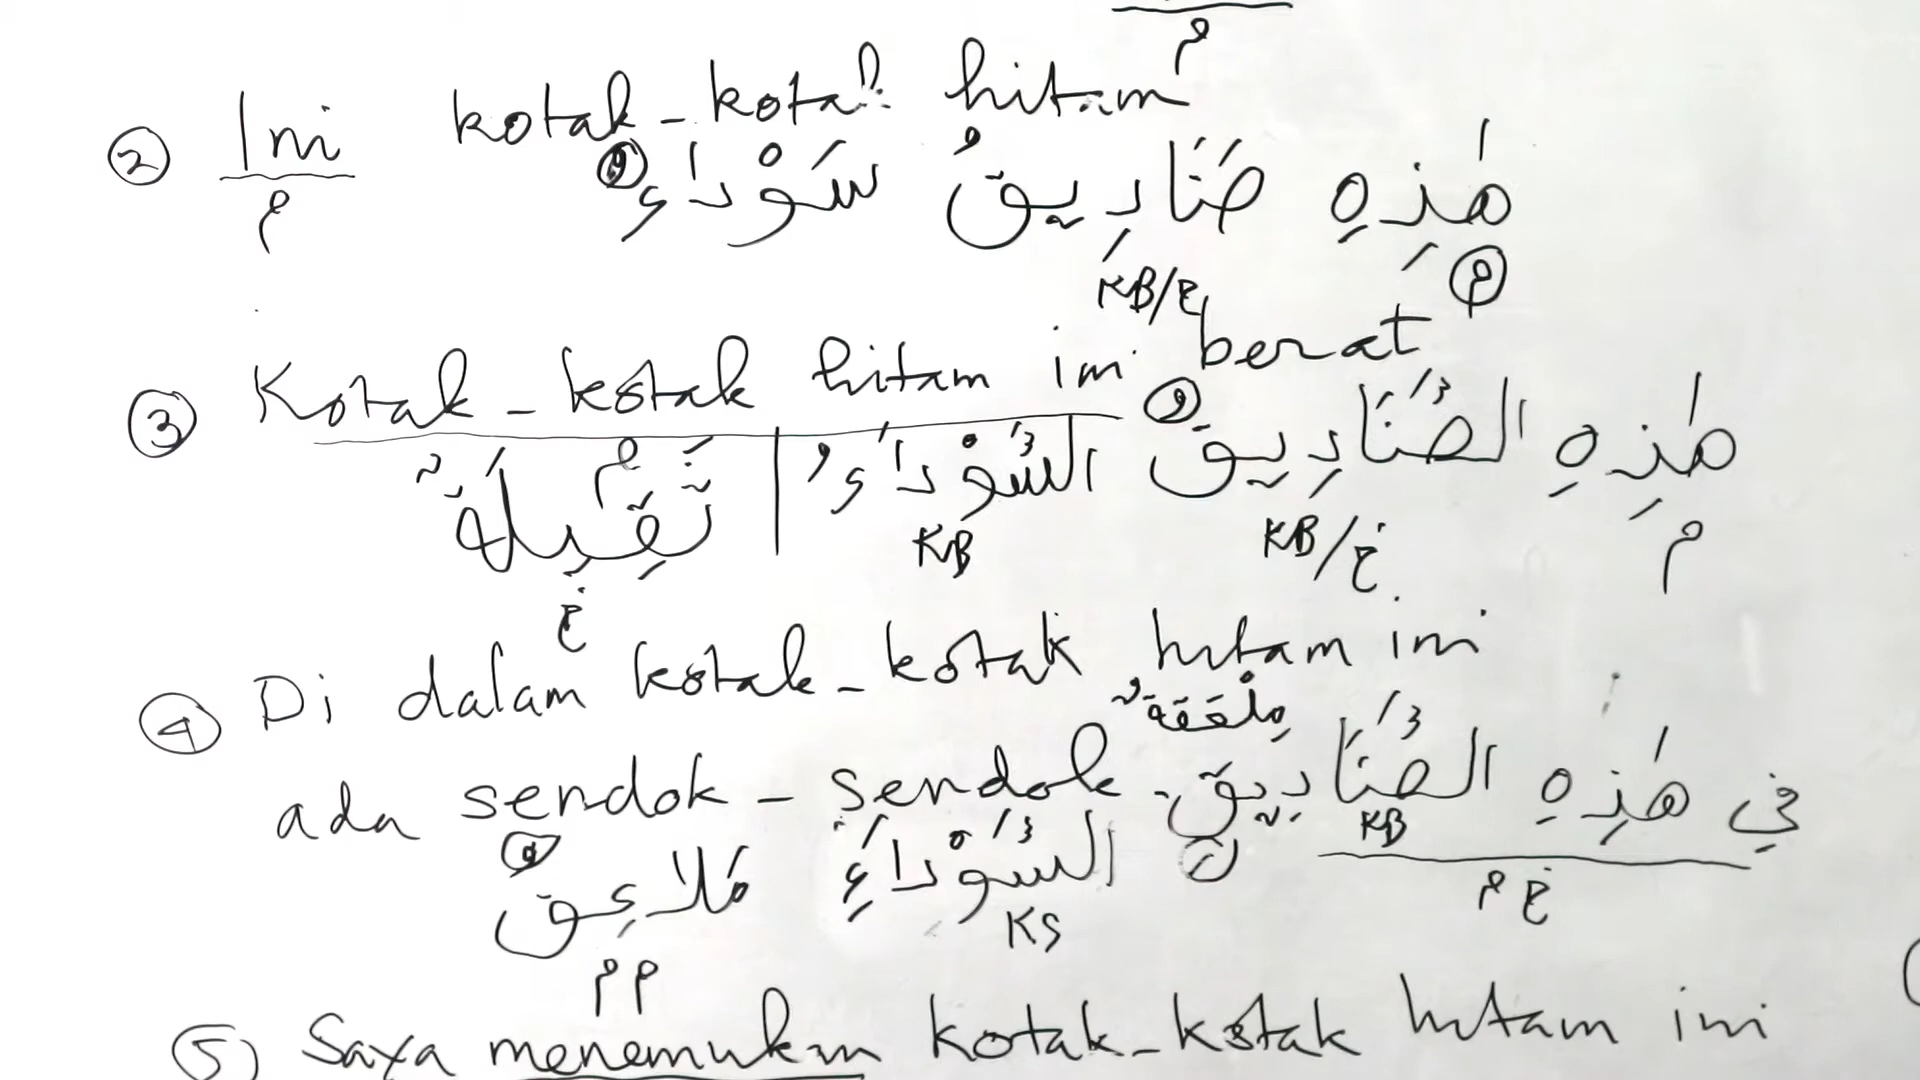 م
② Ini kotak-kotak hitam
م
هٰذِهِ صَنَادِيقُ سَوْدَاءُ
KB/خ م
③ Kotak-kotak hitam ini berat
م
هٰذِهِ الصَّنَادِيقُ السَّوْدَاءُ | ثَقِيلَةٌ
م KB/خ KB خ
④ Di dalam kotak-kotak hitam ini
مِلْعَقَةٌ
ada sendok-sendok. فِي هٰذِهِ الصَّنَادِيقِ
KB
خ م
السَّوْدَاءِ مَلَاعِقُ
KS
م م
⑤ Saya menemukan kotak-kotak hitam ini